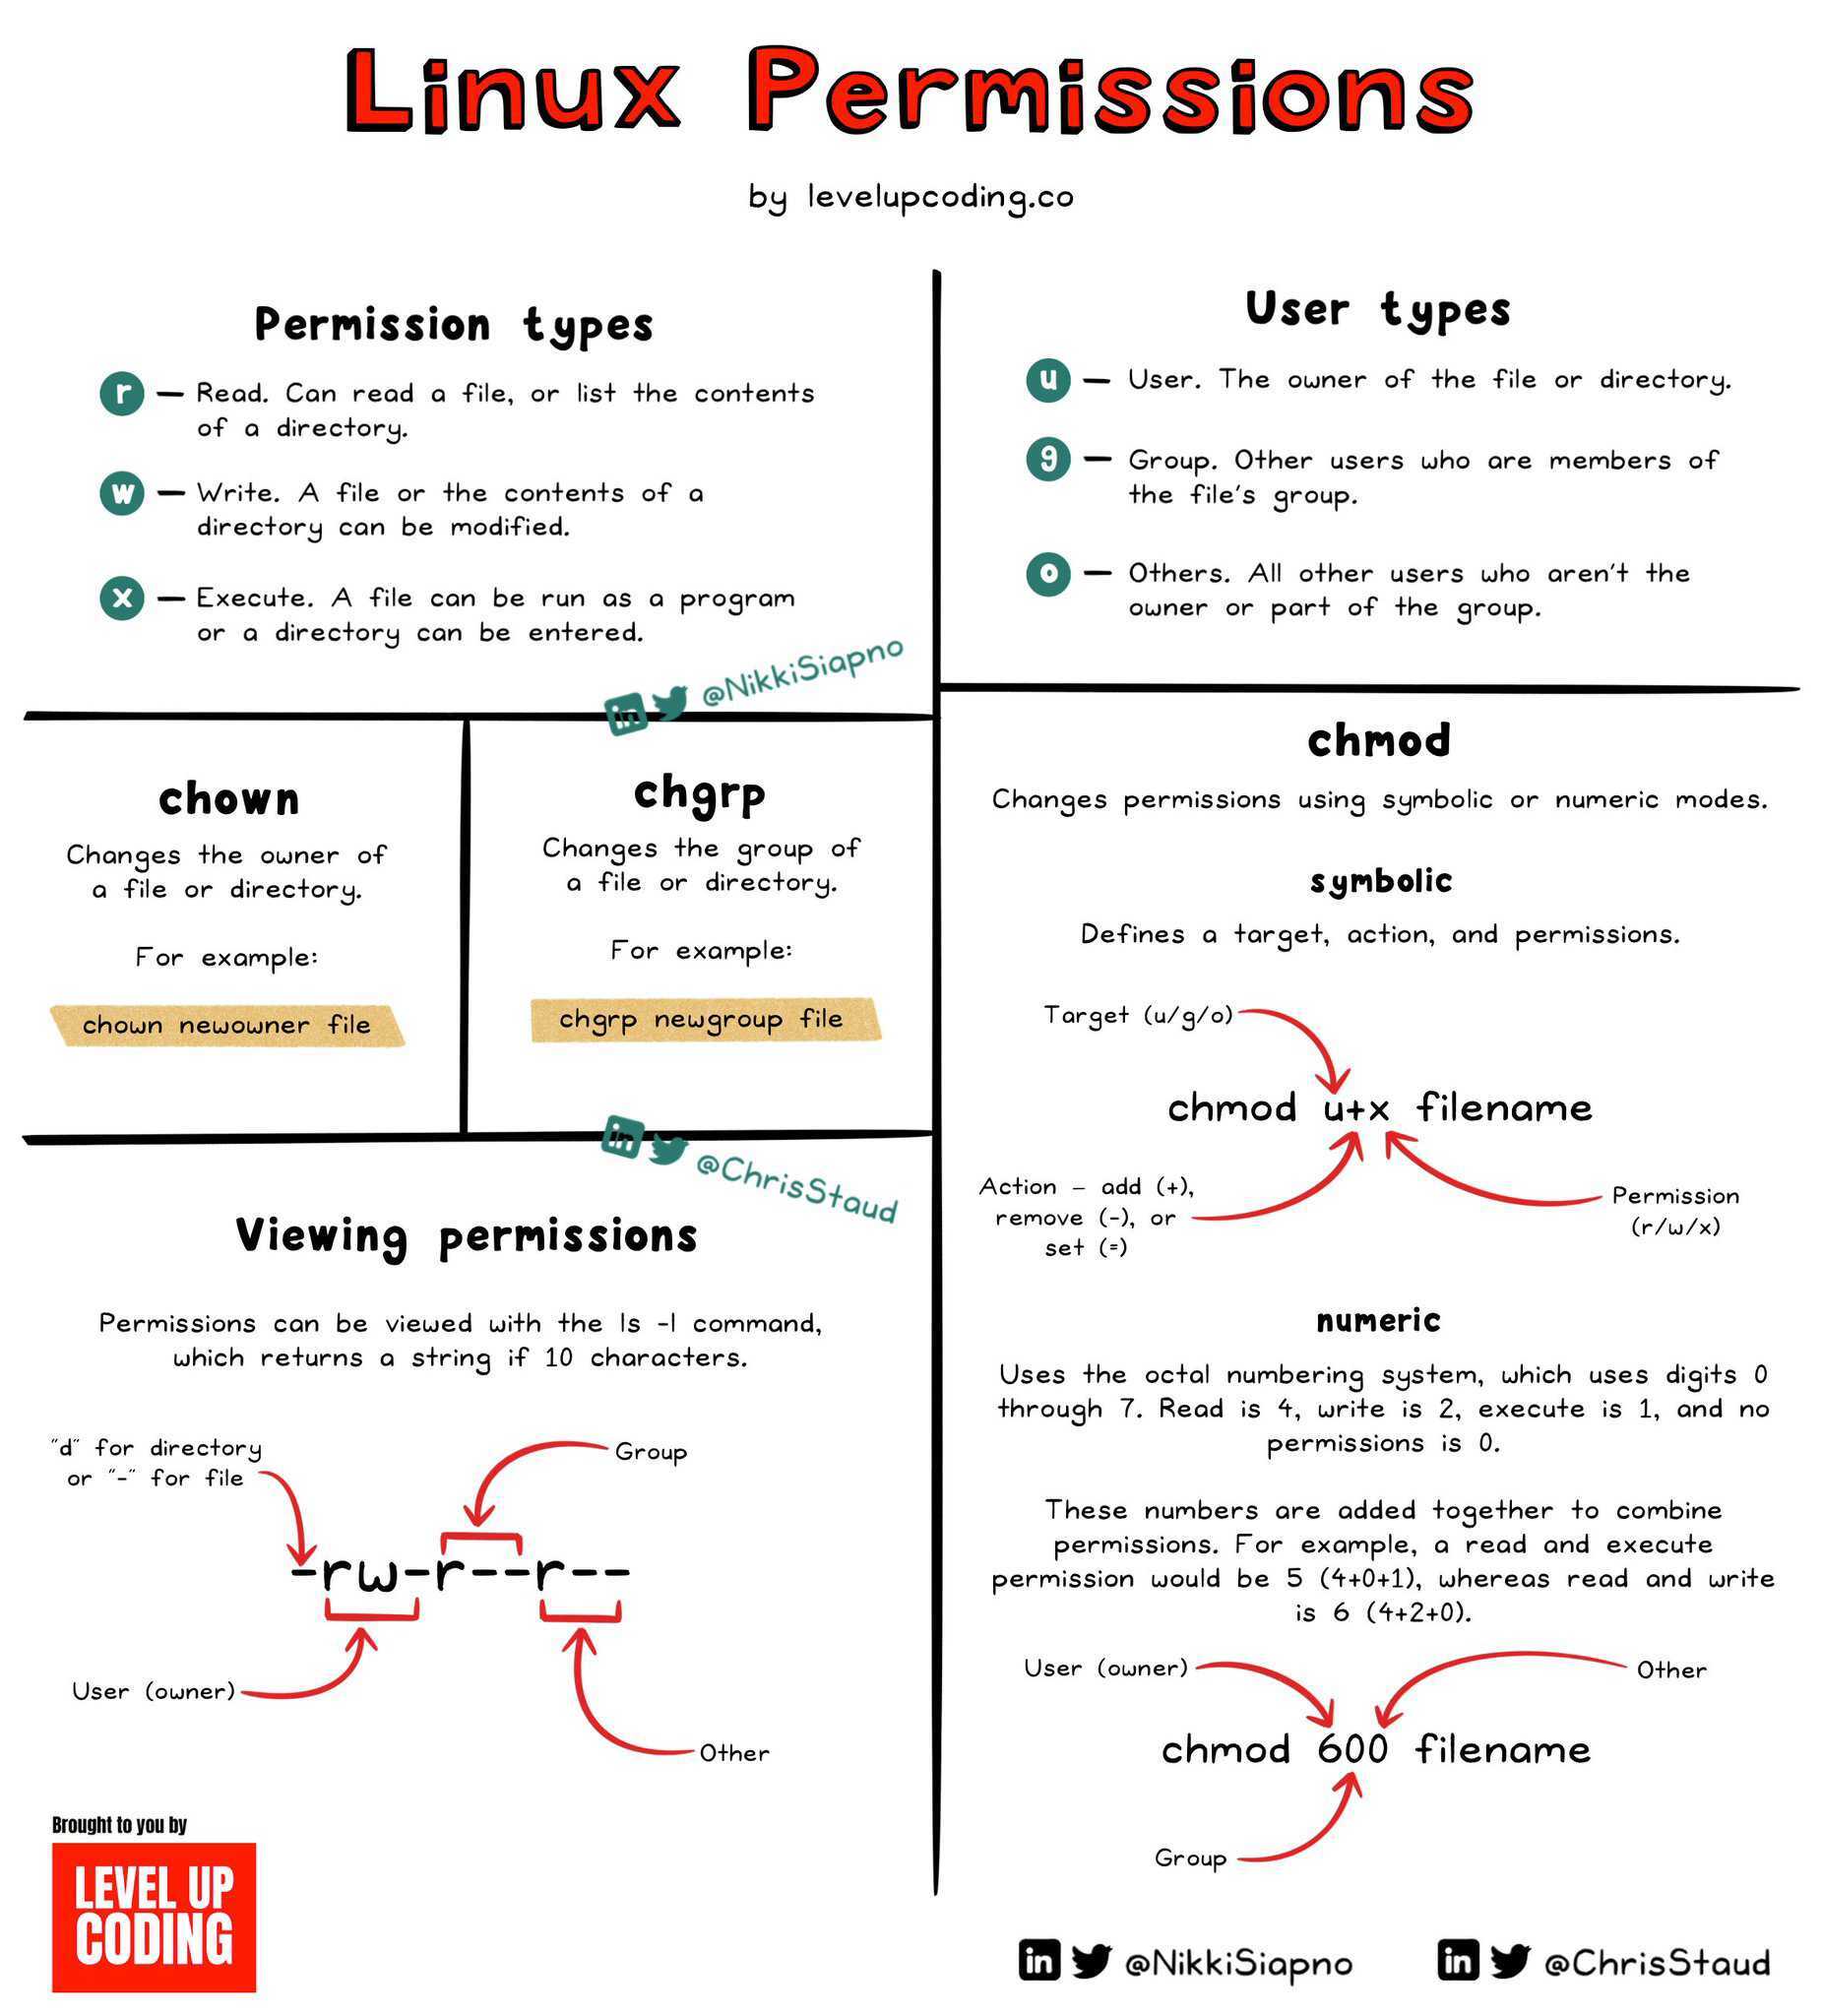 Linux Permissions
by levelupcoding.co
Permission types
r — Read. Can read a file, or list the contents
of a directory.
w — Write. A file or the contents of a
directory can be modified.
x — Execute. A file can be run as a program
or a directory can be entered.
in @NikkiSiapno
User types
u — User. The owner of the file or directory.
g — Group. Other users who are members of
the file's group.
o — Others. All other users who aren't the
owner or part of the group.
chown
Changes the owner of
a file or directory.
For example:
chown newowner file
chgrp
Changes the group of
a file or directory.
For example:
chgrp newgroup file
in @ChrisStaud
Viewing permissions
Permissions can be viewed with the ls -l command,
which returns a string if 10 characters.
"d" for directory
or "-" for file
Group
-rw-r--r--
User (owner)
Other
chmod
Changes permissions using symbolic or numeric modes.
symbolic
Defines a target, action, and permissions.
Target (u/g/o)
chmod u+x filename
Action – add (+),
remove (-), or
set (=)
Permission
(r/w/x)
numeric
Uses the octal numbering system, which uses digits 0
through 7. Read is 4, write is 2, execute is 1, and no
permissions is 0.
These numbers are added together to combine
permissions. For example, a read and execute
permission would be 5 (4+0+1), whereas read and write
is 6 (4+2+0).
User (owner)
Other
chmod 600 filename
Group
Brought to you by
LEVEL UP
CODING
in @NikkiSiapno
in @ChrisStaud